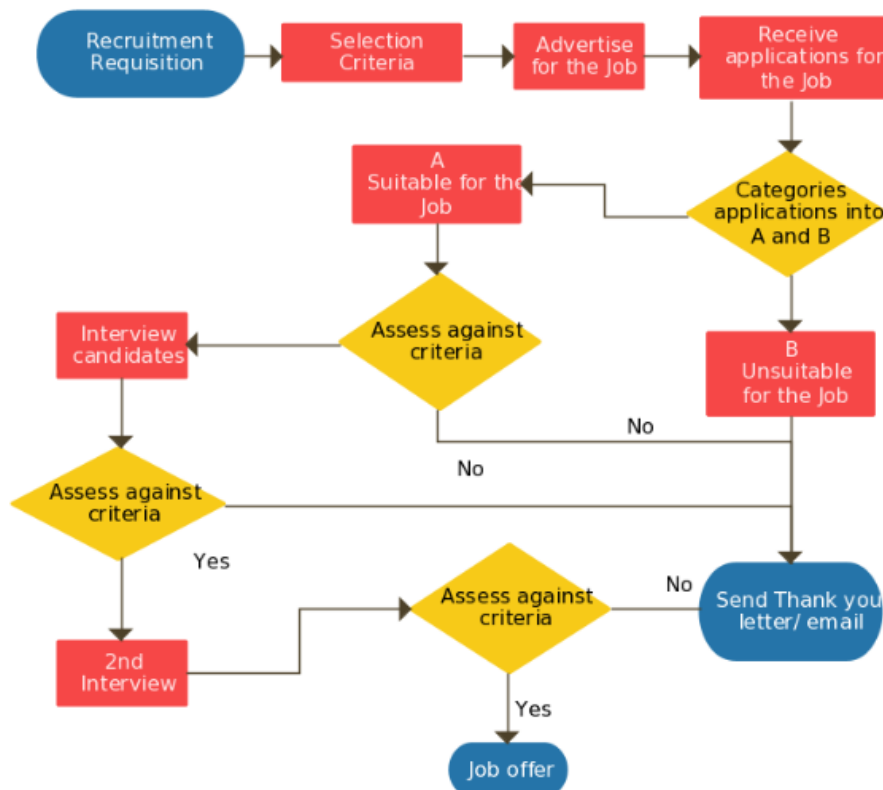 Recruitment
Requisition
Selection
Criteria
Advertise
for the Job
Receive
applications for
the Job
A
Suitable for the
Job
Categories
applications into
A and B
Interview
candidates
Assess against
criteria
B
Unsuitable
for the Job
No
No
Assess against
criteria
Yes
Assess against
criteria
No
Send Thank you
letter/ email
2nd
Interview
Yes
Job offer